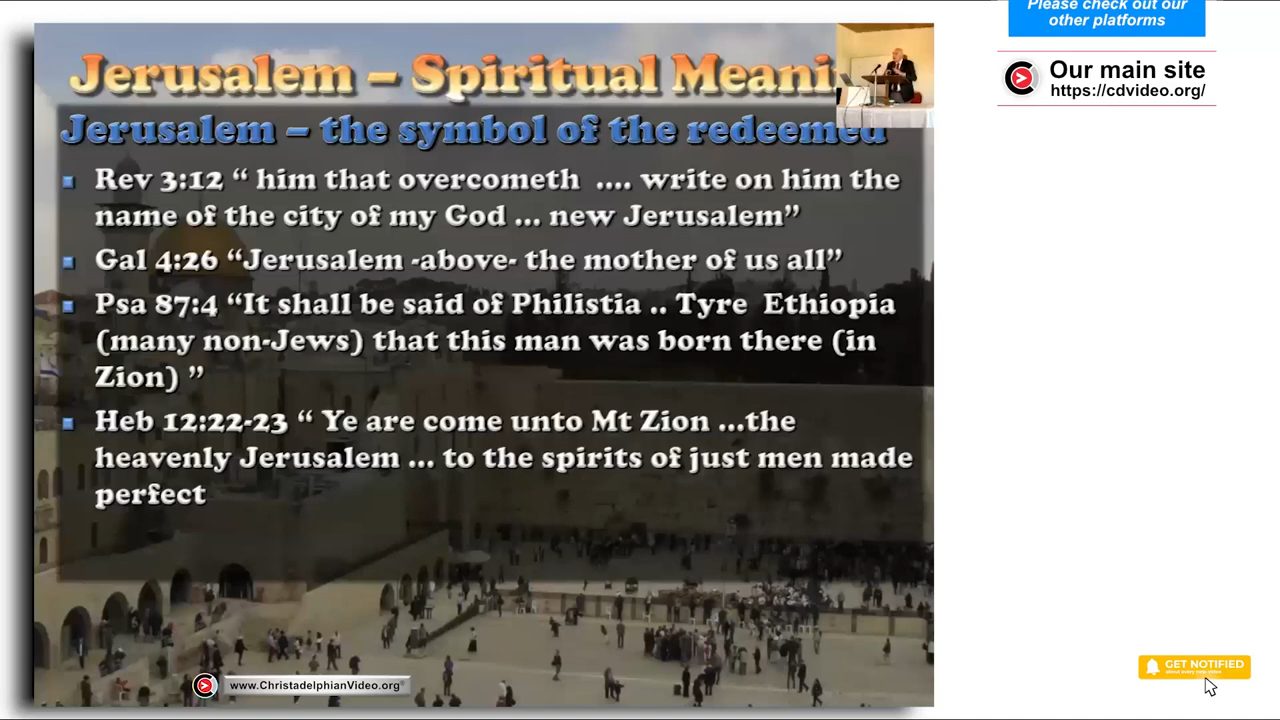 Jerusalem – Spiritual Meani
Jerusalem – the symbol of the redeemed
Rev 3:12 “ him that overcometh .... write on him the
name of the city of my God ... new Jerusalem”
Gal 4:26 “Jerusalem -above- the mother of us all”
Psa 87:4 “It shall be said of Philistia .. Tyre Ethiopia
(many non-Jews) that this man was born there (in
Zion) ”
Heb 12:22-23 “ Ye are come unto Mt Zion ...the
heavenly Jerusalem ... to the spirits of just men made
perfect
www.ChristadelphianVideo.org
Please check out our
other platforms
Our main site
https://cdvideo.org/
GET NOTIFIED
about every new video